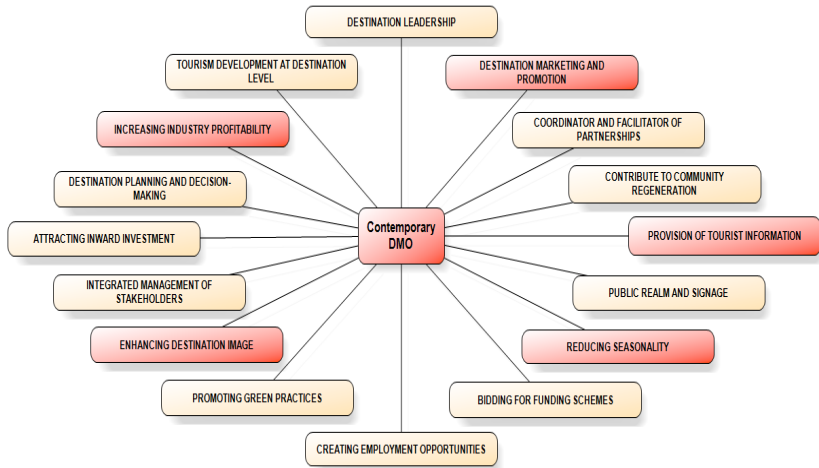 DESTINATION LEADERSHIP
TOURISM DEVELOPMENT AT DESTINATION
LEVEL
DESTINATION MARKETING AND
PROMOTION
INCREASING INDUSTRY PROFITABILITY
COORDINATOR AND FACILITATOR OF
PARTNERSHIPS
DESTINATION PLANNING AND DECISION-
MAKING
CONTRIBUTE TO COMMUNITY
REGENERATION
Contemporary
DMO
ATTRACTING INWARD INVESTMENT
PROVISION OF TOURIST INFORMATION
INTEGRATED MANAGEMENT OF
STAKEHOLDERS
PUBLIC REALM AND SIGNAGE
ENHANCING DESTINATION IMAGE
REDUCING SEASONALITY
PROMOTING GREEN PRACTICES
BIDDING FOR FUNDING SCHEMES
CREATING EMPLOYMENT OPPORTUNITIES